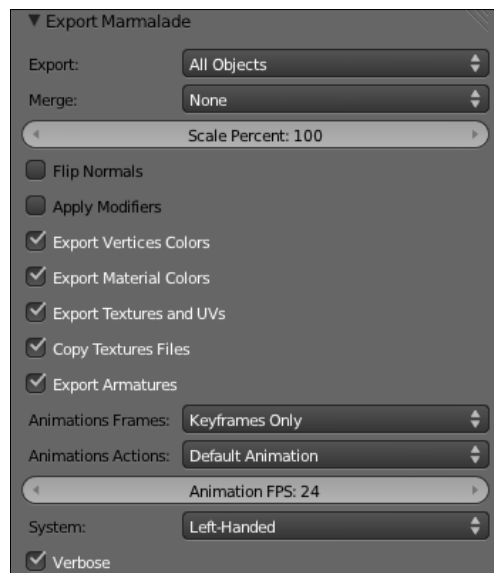 Export Marmalade
Export: All Objects
Merge: None
Scale Percent: 100
Flip Normals
Apply Modifiers
Export Vertices Colors
Export Material Colors
Export Textures and UVs
Copy Textures Files
Export Armatures
Animations Frames: Keyframes Only
Animations Actions: Default Animation
Animation FPS: 24
System: Left-Handed
Verbose